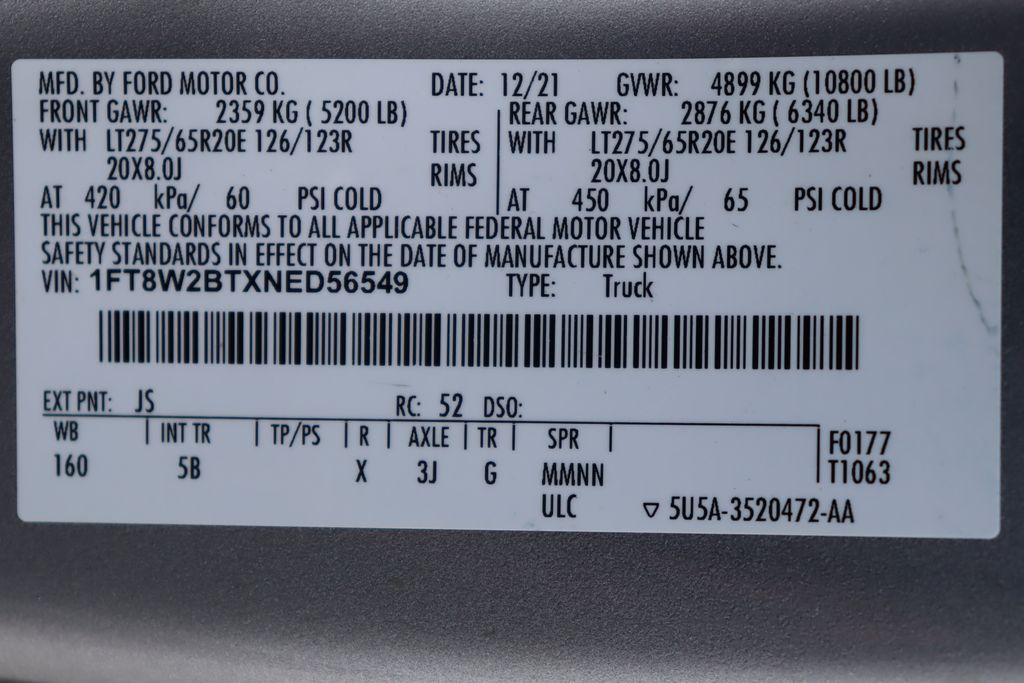 MFD. BY FORD MOTOR CO. DATE: 12/21 GVWR: 4899 KG (10800 LB)
FRONT GAWR: 2359 KG ( 5200 LB) REAR GAWR: 2876 KG ( 6340 LB)
WITH LT275/65R20E 126/123R TIRES WITH LT275/65R20E 126/123R TIRES
20X8.0J RIMS 20X8.0J RIMS
AT 420 kPa/ 60 PSI COLD AT 450 kPa/ 65 PSI COLD
THIS VEHICLE CONFORMS TO ALL APPLICABLE FEDERAL MOTOR VEHICLE
SAFETY STANDARDS IN EFFECT ON THE DATE OF MANUFACTURE SHOWN ABOVE.
VIN: 1FT8W2BTXNED56549 TYPE: Truck
EXT PNT: JS RC: 52 DSO:
WB INT TR TP/PS R AXLE TR SPR F0177
160 5B X 3J G MMNN T1063
ULC ▽ 5U5A-3520472-AA